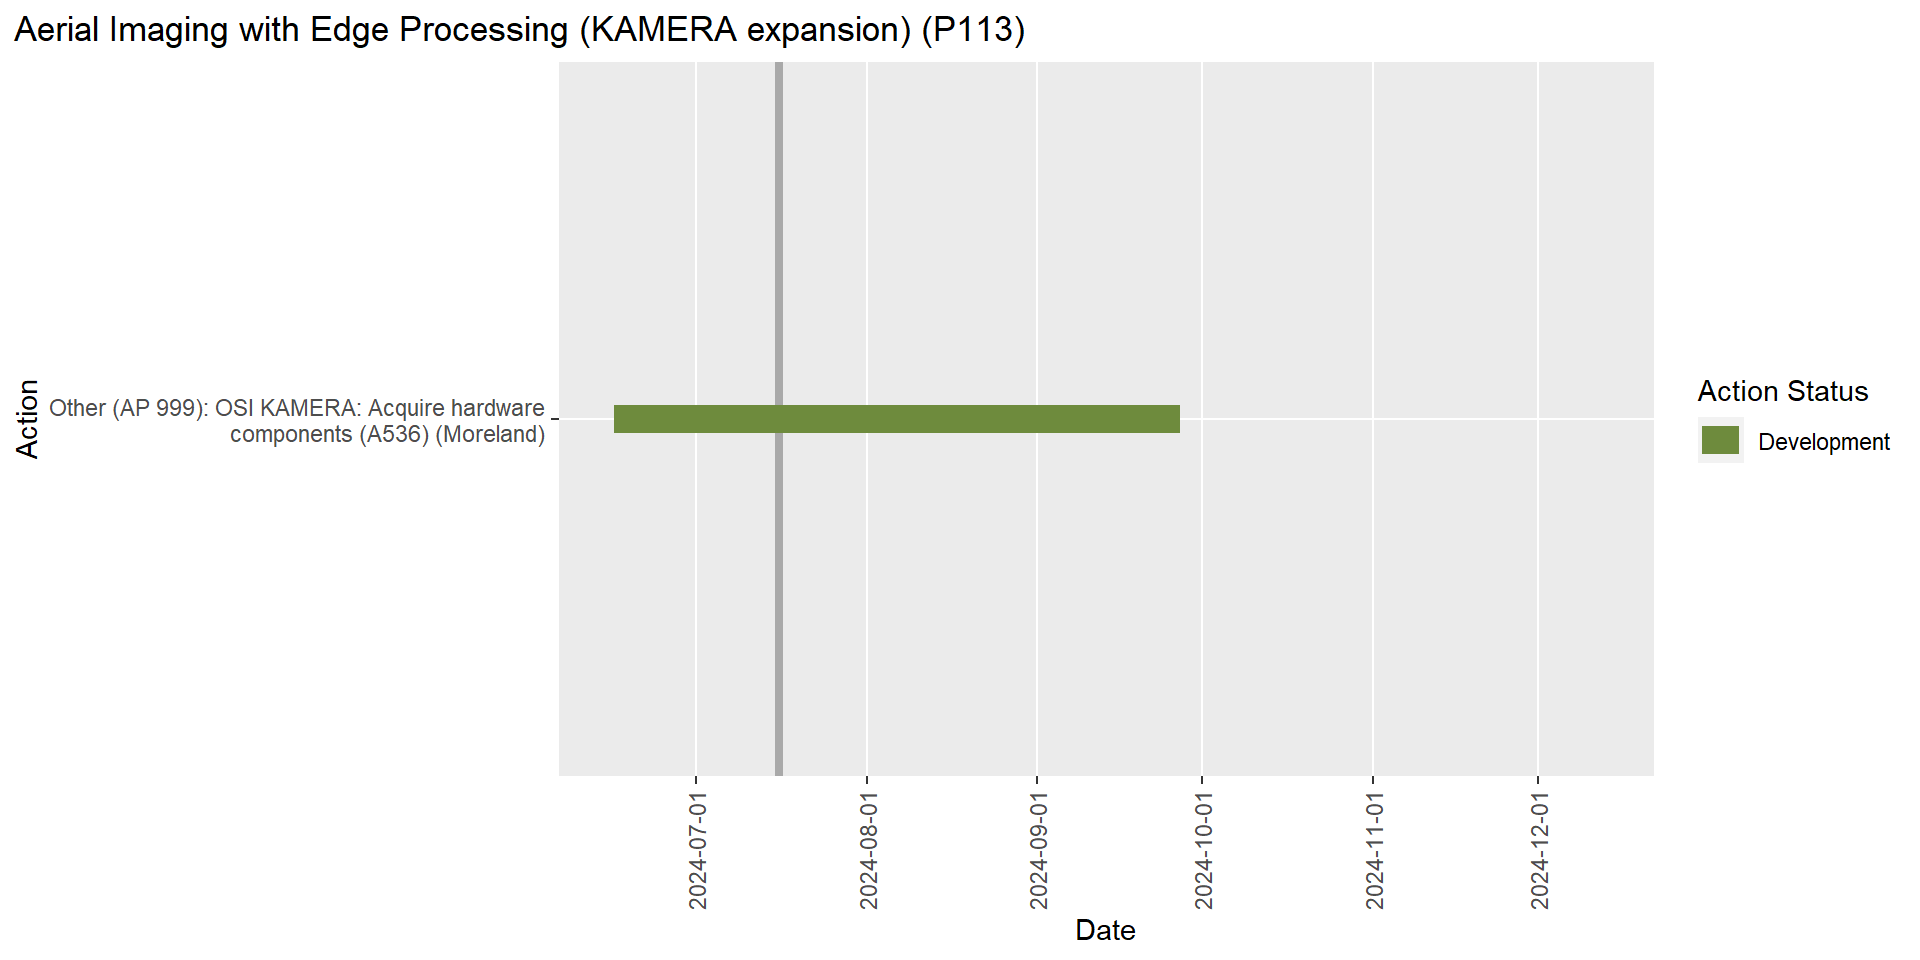 Aerial Imaging with Edge Processing (KAMERA expansion) (P113)
Action
Other (AP 999): OSI KAMERA: Acquire hardware
components (A536) (Moreland)
2024-07-01
2024-08-01
2024-09-01
2024-10-01
2024-11-01
2024-12-01
Date
Action Status
Development